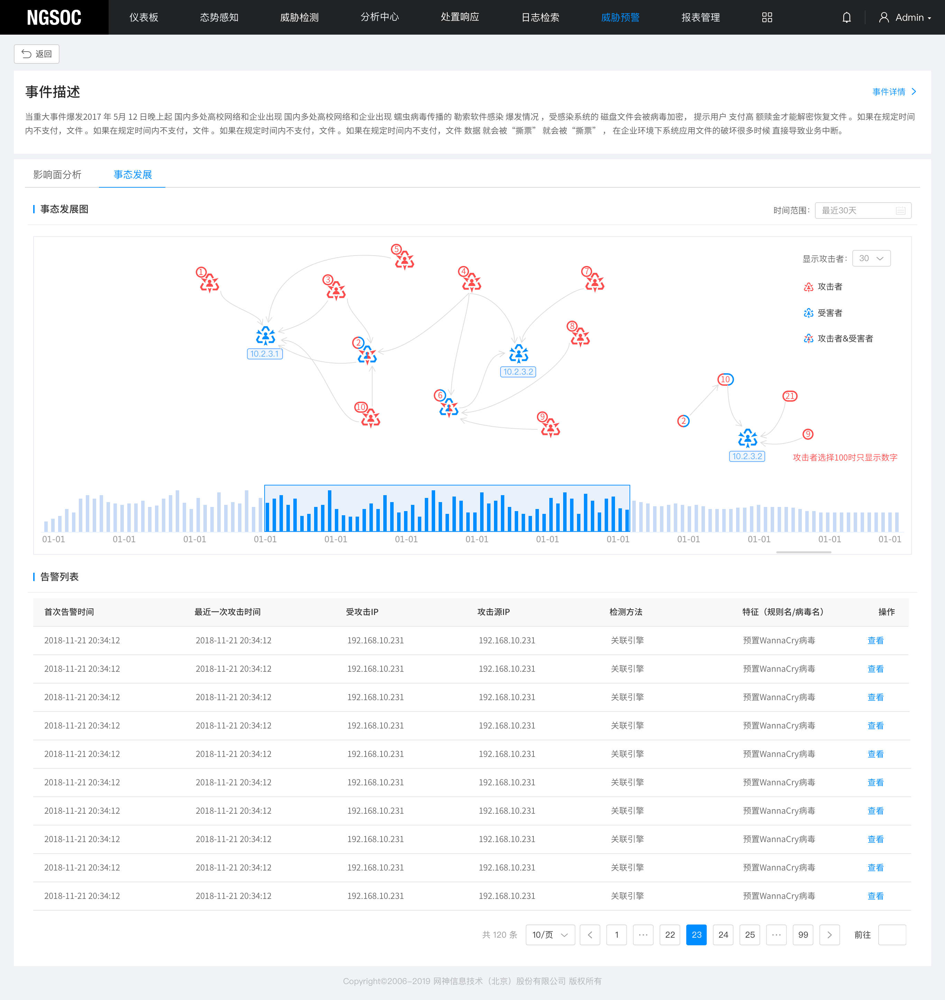 NGSOC 仪表板 态势感知 威胁检测 分析中心 处置响应 日志检索 威胁预警 报表管理 Admin
返回
事件描述 事件详情
当重大事件爆发2017 年 5月 12 日晚上起 国内多处高校网络和企业出现 国内多处高校网络和企业出现 蠕虫病毒传播的 勒索软件感染 爆发情况 ，受感染系统的 磁盘文件会被病毒加密， 提示用户 支付高 额赎金才能解密恢复文件 。如果在规定时间
内不支付，文件 。如果在规定时间内不支付，文件 。如果在规定时间内不支付，文件 。如果在规定时间内不支付，文件 数据 就会被“撕票” 就会被“撕票” ， 在企业环境下系统应用文件的破坏很多时候 直接导致业务中断。
影响面分析 事态发展
事态发展图 时间范围： 最近30天
显示攻击者： 30
攻击者
受害者
攻击者&受害者
5
1
3
4
7
8
10.2.3.1
2
10.2.3.2
6
10
9
10
21
2
9
10.2.3.2
攻击者选择100时只显示数字
01-01 01-01 01-01 01-01 01-01 01-01 01-01 01-01 01-01 01-01 01-01 01-01 01-01
告警列表
首次告警时间 最近一次攻击时间 受攻击IP 攻击源IP 检测方法 特征（规则名/病毒名） 操作
2018-11-21 20:34:12 2018-11-21 20:34:12 192.168.10.231 192.168.10.231 关联引擎 预置WannaCry病毒 查看
2018-11-21 20:34:12 2018-11-21 20:34:12 192.168.10.231 192.168.10.231 关联引擎 预置WannaCry病毒 查看
2018-11-21 20:34:12 2018-11-21 20:34:12 192.168.10.231 192.168.10.231 关联引擎 预置WannaCry病毒 查看
2018-11-21 20:34:12 2018-11-21 20:34:12 192.168.10.231 192.168.10.231 关联引擎 预置WannaCry病毒 查看
2018-11-21 20:34:12 2018-11-21 20:34:12 192.168.10.231 192.168.10.231 关联引擎 预置WannaCry病毒 查看
2018-11-21 20:34:12 2018-11-21 20:34:12 192.168.10.231 192.168.10.231 关联引擎 预置WannaCry病毒 查看
2018-11-21 20:34:12 2018-11-21 20:34:12 192.168.10.231 192.168.10.231 关联引擎 预置WannaCry病毒 查看
2018-11-21 20:34:12 2018-11-21 20:34:12 192.168.10.231 192.168.10.231 关联引擎 预置WannaCry病毒 查看
2018-11-21 20:34:12 2018-11-21 20:34:12 192.168.10.231 192.168.10.231 关联引擎 预置WannaCry病毒 查看
2018-11-21 20:34:12 2018-11-21 20:34:12 192.168.10.231 192.168.10.231 关联引擎 预置WannaCry病毒 查看
共 120 条 10/页 1 ··· 22 23 24 25 ··· 99 前往
Copyright©2006-2019 网神信息技术（北京）股份有限公司 版权所有